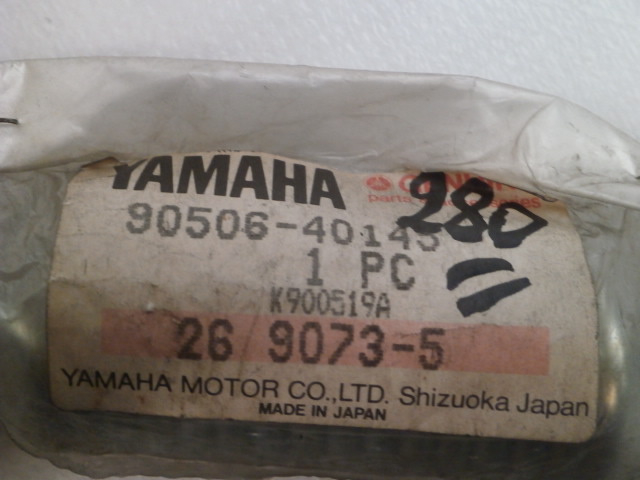 YAMAHA
280
90506-40145
1 PC
K900519A
26 9073-5
YAMAHA MOTOR CO.,LTD. Shizuoka Japan
MADE IN JAPAN